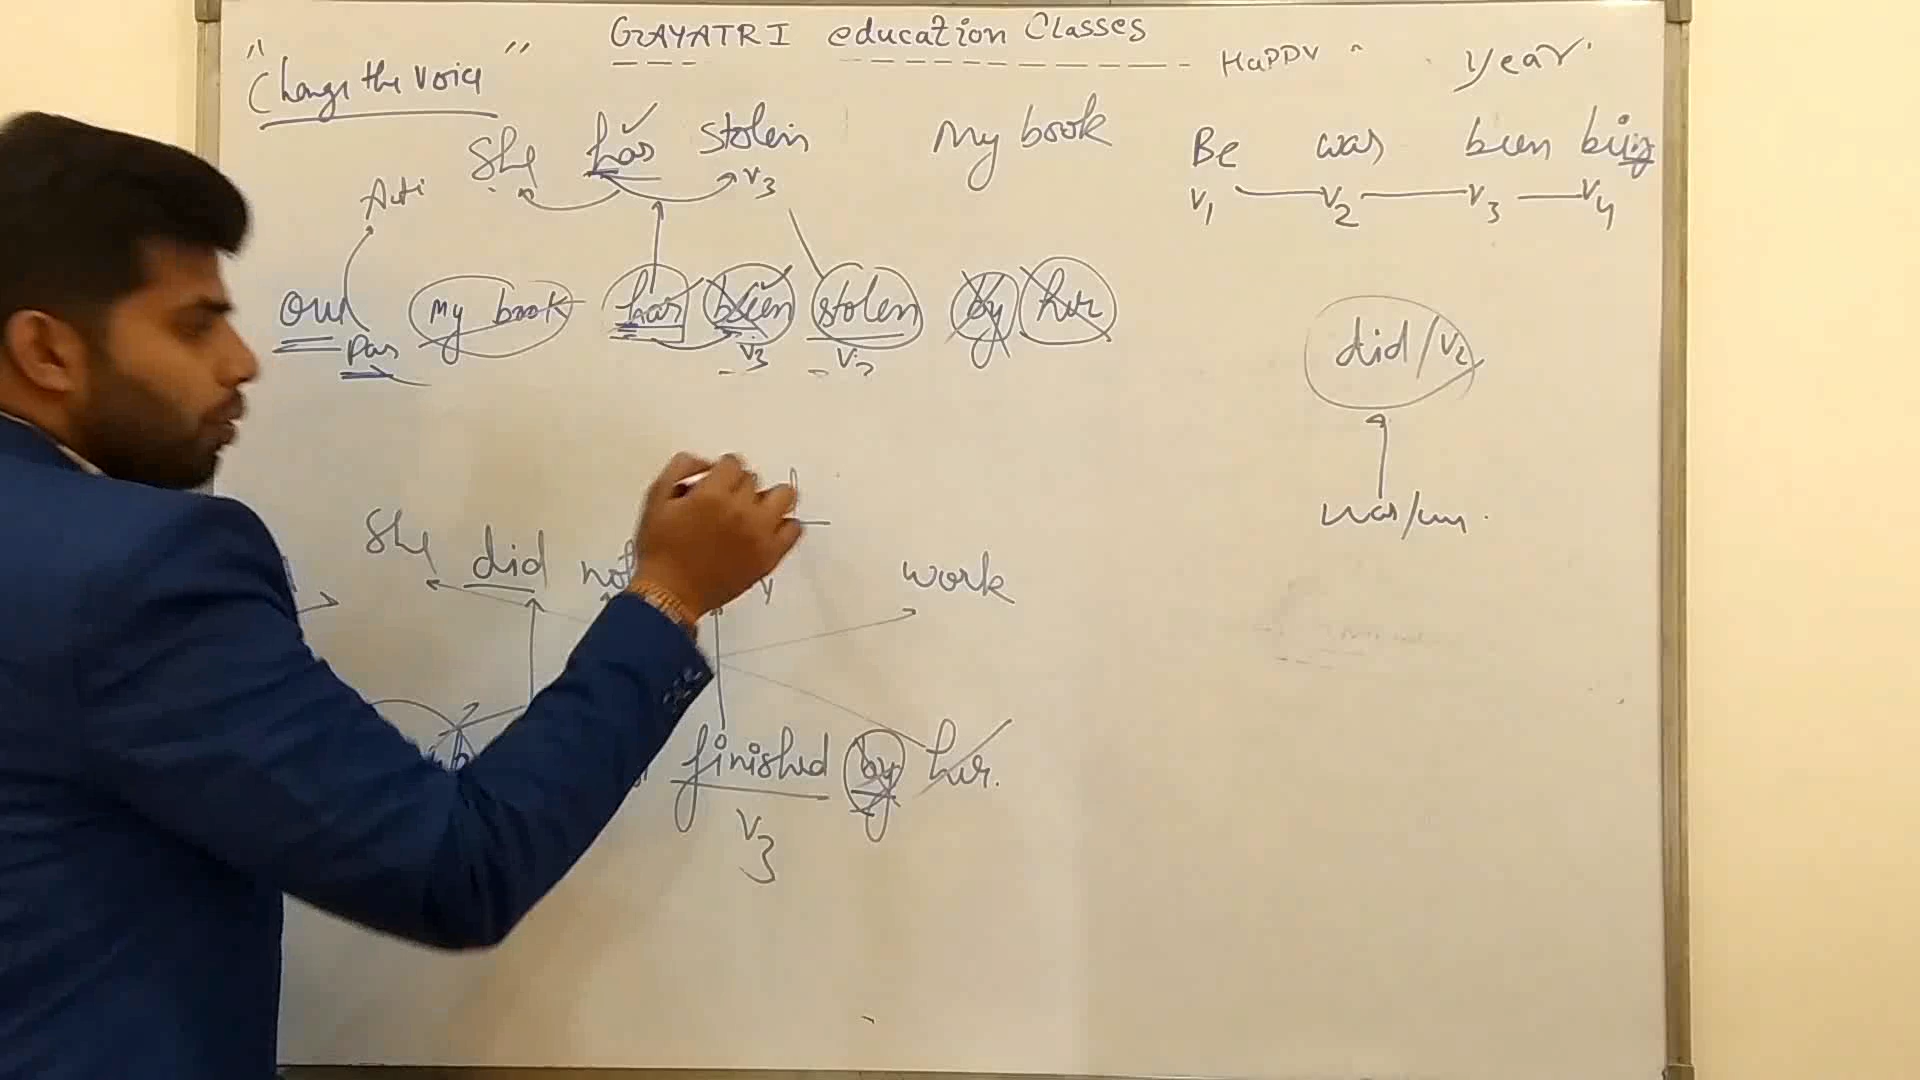 GAYATRI education Classes
"Change the voice"
HaPPY year
She has stolen My book
V3
Be was been being
V1 V2 V3 V4
Acti
My book has been stolen by her
Pas V3 V3
did/V2
was/
She did not work
finished by her.
V3